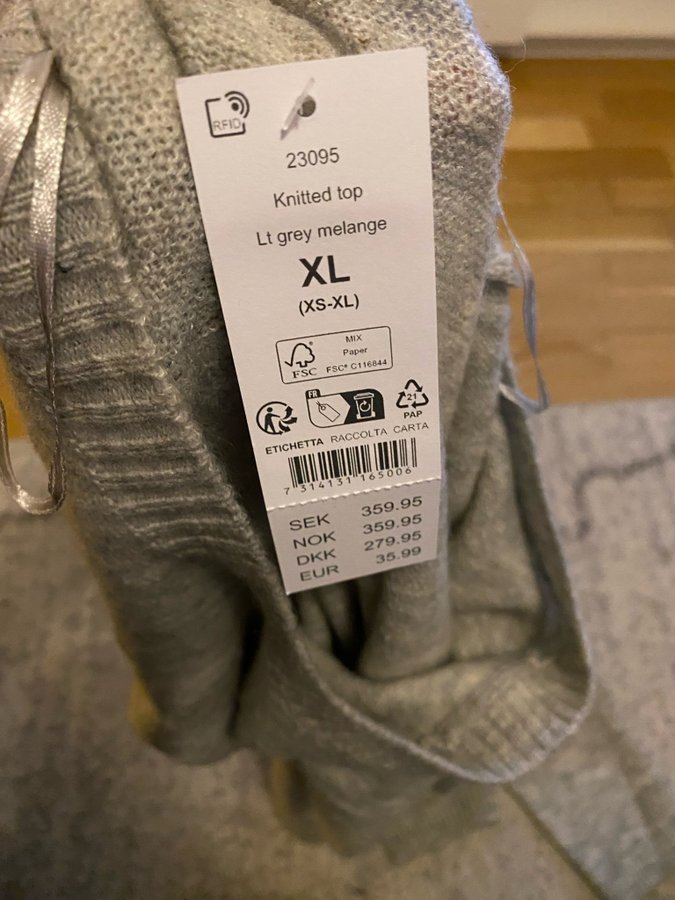 RFID
23095
Knitted top
Lt grey melange
XL
(XS-XL)
MIX
Paper
FSC
FSC® C116844
FR
21
PAP
ETICHETTA RACCOLTA CARTA
7 314131 165006
SEK 359.95
NOK 359.95
DKK 279.95
EUR 35.99